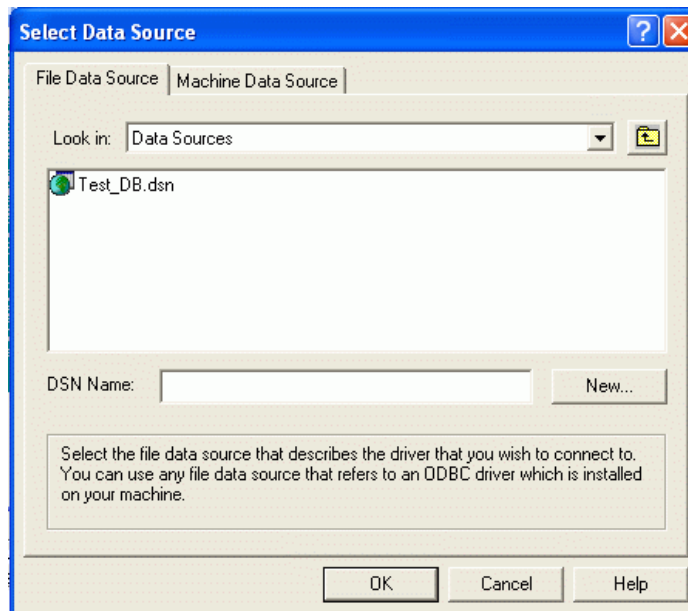 Select Data Source
File Data Source Machine Data Source
Look in: Data Sources
Test_DB.dsn
DSN Name: New...
Select the file data source that describes the driver that you wish to connect to.
You can use any file data source that refers to an ODBC driver which is installed
on your machine.
OK Cancel Help